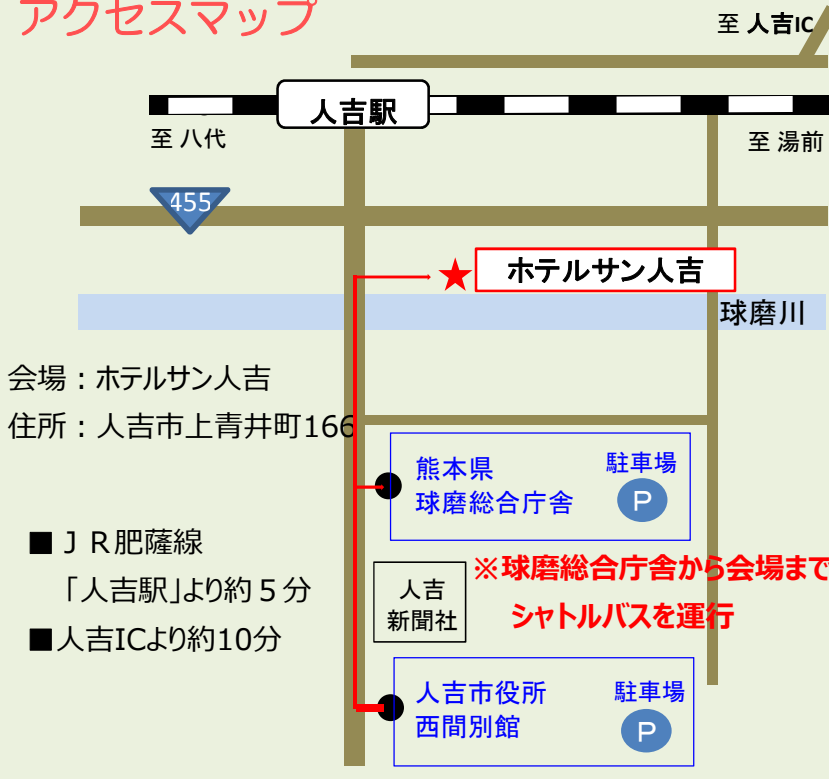 アクセスマップ
至 人吉IC
人吉駅
至 八代
至 湯前
455
ホテルサン人吉
球磨川
会場：ホテルサン人吉
住所：人吉市上青井町166
熊本県
球磨総合庁舎
駐車場
P
■ＪＲ肥薩線
「人吉駅」より約５分
■人吉ICより約10分
人吉
新聞社
※球磨総合庁舎から会場まで
シャトルバスを運行
人吉市役所
西間別館
駐車場
P